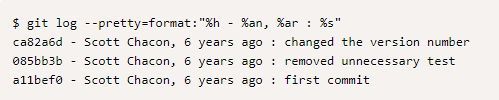 $ git log --pretty=format:"%h - %an, %ar : %s"
ca82a6d - Scott Chacon, 6 years ago : changed the version number
085bb3b - Scott Chacon, 6 years ago : removed unnecessary test
a11bef0 - Scott Chacon, 6 years ago : first commit